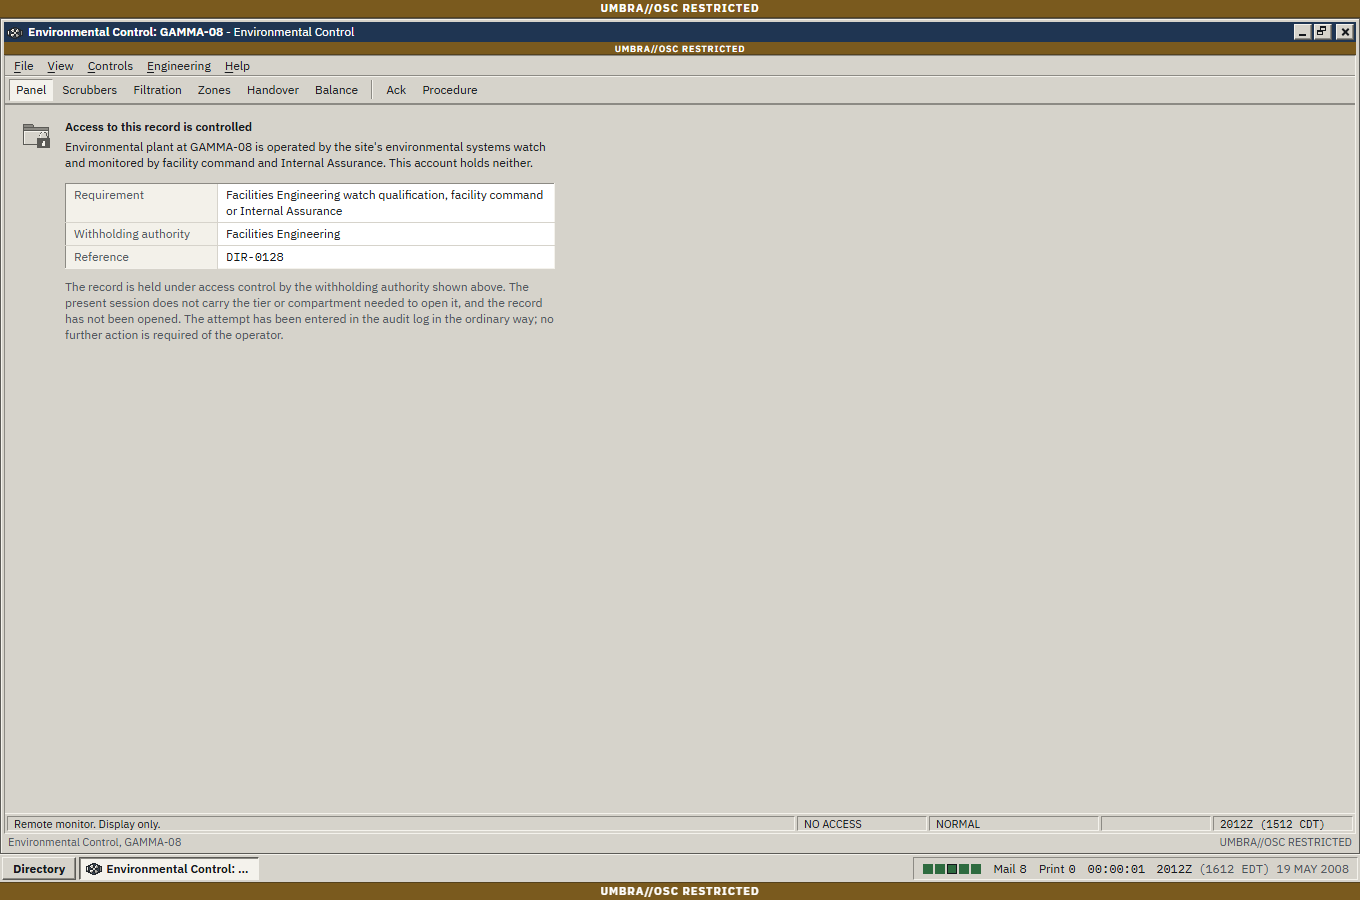 UMBRA//OSC RESTRICTED
Environmental Control: GAMMA-08 - Environmental Control
UMBRA//OSC RESTRICTED
File View Controls Engineering Help
Panel Scrubbers Filtration Zones Handover Balance Ack Procedure
Access to this record is controlled
Environmental plant at GAMMA-08 is operated by the site's environmental systems watch
and monitored by facility command and Internal Assurance. This account holds neither.
Requirement Facilities Engineering watch qualification, facility command
or Internal Assurance
Withholding authority Facilities Engineering
Reference DIR-0128
The record is held under access control by the withholding authority shown above. The
present session does not carry the tier or compartment needed to open it, and the record
has not been opened. The attempt has been entered in the audit log in the ordinary way; no
further action is required of the operator.
Remote monitor. Display only. NO ACCESS NORMAL 2012Z (1512 CDT)
Environmental Control, GAMMA-08 UMBRA//OSC RESTRICTED
Directory Environmental Control: ... Mail 8 Print 0 00:00:01 2012Z (1612 EDT) 19 MAY 2008
UMBRA//OSC RESTRICTED